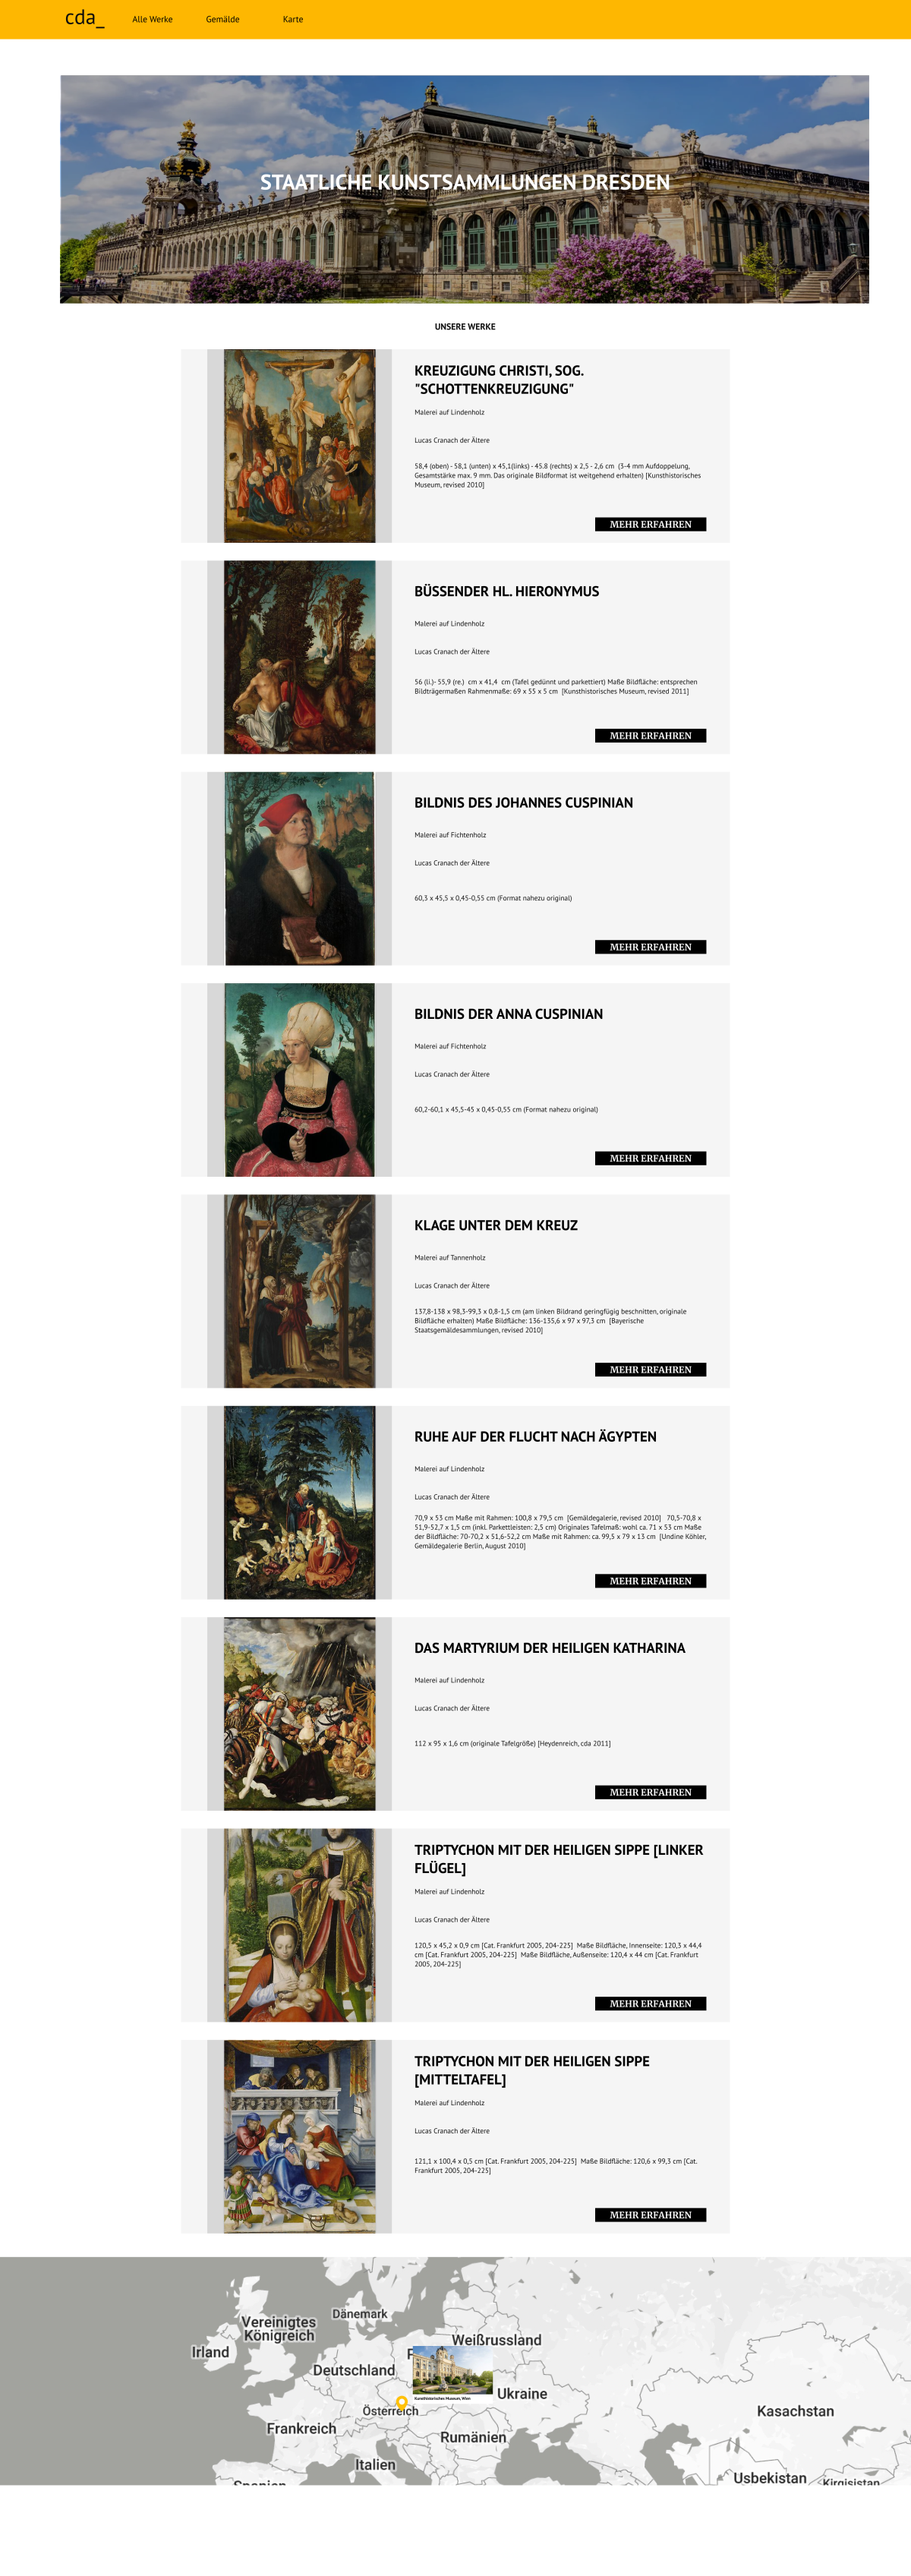 cda_
Alle Werke
Gemälde
Karte
STAATLICHE KUNSTSAMMLUNGEN DRESDEN
UNSERE WERKE
KREUZIGUNG CHRISTI, SOG.
"SCHOTTENKREUZIGUNG"
Malerei auf Lindenholz
Lucas Cranach der Ältere
58,4 (oben) - 58,1 (unten) x 45,1(links) - 45.8 (rechts) x 2,5 - 2,6 cm (3-4 mm Aufdoppelung,
Gesamtstärke max. 9 mm. Das originale Bildformat ist weitgehend erhalten) [Kunsthistorisches
Museum, revised 2010]
MEHR ERFAHREN
BÜSSENDER HL. HIERONYMUS
Malerei auf Lindenholz
Lucas Cranach der Ältere
56 (li.)- 55,9 (re.) cm x 41,4 cm (Tafel gedünnt und parkettiert) Maße Bildfläche: entsprechen
Bildträgermaßen Rahmenmaße: 69 x 55 x 5 cm [Kunsthistorisches Museum, revised 2011]
MEHR ERFAHREN
BILDNIS DES JOHANNES CUSPINIAN
Malerei auf Fichtenholz
Lucas Cranach der Ältere
60,3 x 45,5 x 0,45-0,55 cm (Format nahezu original)
MEHR ERFAHREN
BILDNIS DER ANNA CUSPINIAN
Malerei auf Fichtenholz
Lucas Cranach der Ältere
60,2-60,1 x 45,5-45 x 0,45-0,55 cm (Format nahezu original)
MEHR ERFAHREN
KLAGE UNTER DEM KREUZ
Malerei auf Tannenholz
Lucas Cranach der Ältere
137,8-138 x 98,3-99,3 x 0,8-1,5 cm (am linken Bildrand geringfügig beschnitten, originale
Bildfläche erhalten) Maße Bildfläche: 136-135,6 x 97 x 97,3 cm [Bayerische
Staatsgemäldesammlungen, revised 2010]
MEHR ERFAHREN
RUHE AUF DER FLUCHT NACH ÄGYPTEN
Malerei auf Lindenholz
Lucas Cranach der Ältere
70,9 x 53 cm Maße mit Rahmen: 100,8 x 79,5 cm [Gemäldegalerie, revised 2010] 70,5-70,8 x
51,9-52,7 x 1,5 cm (inkl. Parkettleisten: 2,5 cm) Originales Tafelmaß: wohl ca. 71 x 53 cm Maße
der Bildfläche: 70-70,2 x 51,6-52,2 cm Maße mit Rahmen: ca. 99,5 x 79 x 13 cm [Undine Köhler,
Gemäldegalerie Berlin, August 2010]
MEHR ERFAHREN
DAS MARTYRIUM DER HEILIGEN KATHARINA
Malerei auf Lindenholz
Lucas Cranach der Ältere
112 x 95 x 1,6 cm (originale Tafelgröße) [Heydenreich, cda 2011]
MEHR ERFAHREN
TRIPTYCHON MIT DER HEILIGEN SIPPE [LINKER
FLÜGEL]
Malerei auf Lindenholz
Lucas Cranach der Ältere
120,5 x 45,2 x 0,9 cm [Cat. Frankfurt 2005, 204-225] Maße Bildfläche, Innenseite: 120,3 x 44,4
cm [Cat. Frankfurt 2005, 204-225] Maße Bildfläche, Außenseite: 120,4 x 44 cm [Cat. Frankfurt
2005, 204-225]
MEHR ERFAHREN
TRIPTYCHON MIT DER HEILIGEN SIPPE
[MITTELTAFEL]
Malerei auf Lindenholz
Lucas Cranach der Ältere
121,1 x 100,4 x 0,5 cm [Cat. Frankfurt 2005, 204-225] Maße Bildfläche: 120,6 x 99,3 cm [Cat.
Frankfurt 2005, 204-225]
MEHR ERFAHREN
Dänemark
Vereinigtes
Königreich
Irland
Weißrussland
Deutschland
Kunsthistorisches Museum, Wien
Ukraine
Österreich
Kasachstan
Frankreich
Rumänien
Italien
Usbekistan
Kirgisistan
Spanien